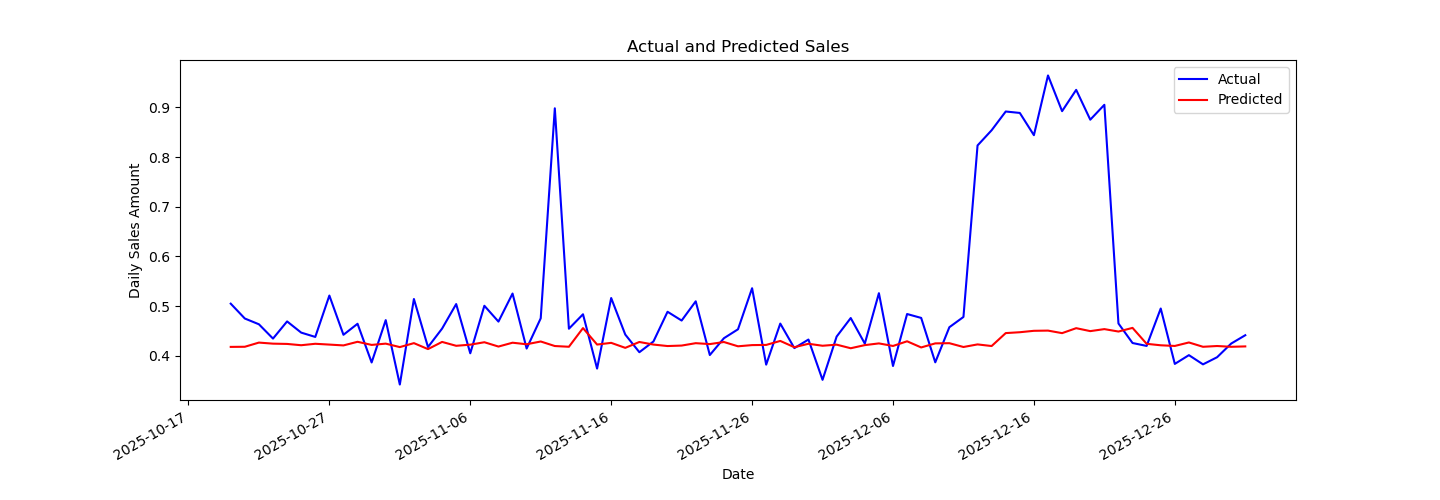 Actual and Predicted Sales
Actual
Predicted
0.9
0.8
0.7
0.6
0.5
0.4
Daily Sales Amount
2025-10-17
2025-10-27
2025-11-06
2025-11-16
2025-11-26
2025-12-06
2025-12-16
2025-12-26
Date